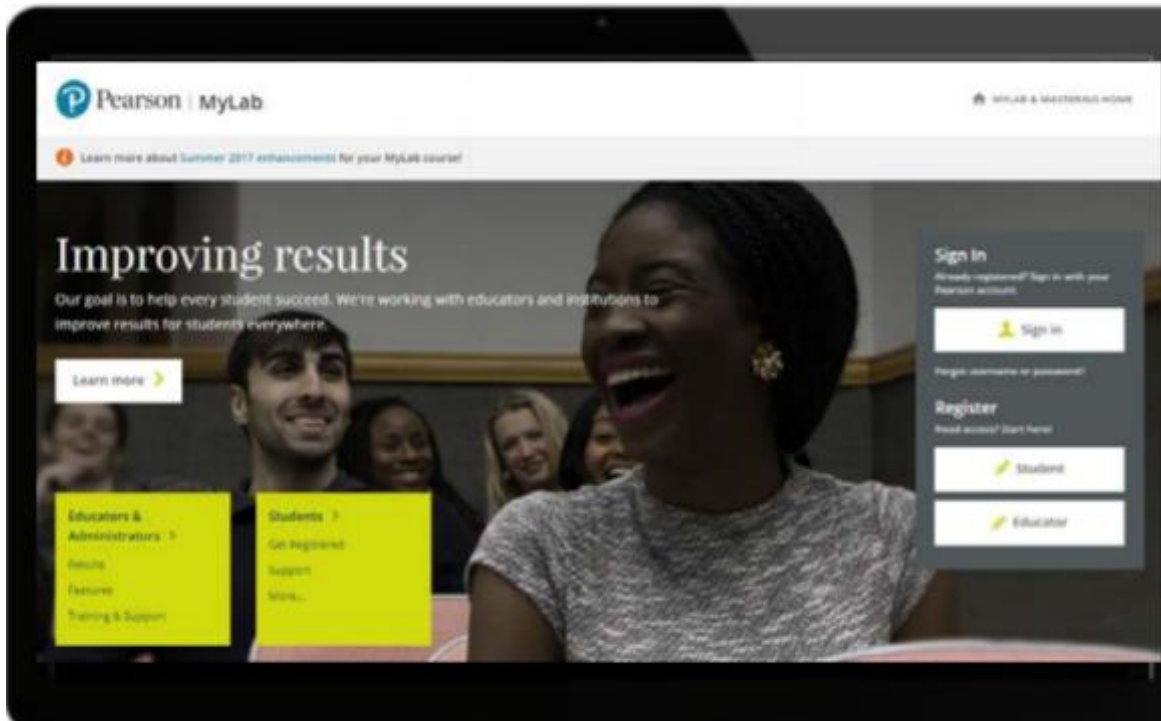 Pearson | MyLab
MYLAB & MASTERING HOME
Learn more about Summer 2017 enhancements for your MyLab course!
Improving results
Our goal is to help every student succeed. We're working with educators and institutions to
improve results for students everywhere.
Learn more
Educators &
Administrators >
Results
Features
Training & Support
Students >
Get Registered
Support
More...
Sign In
Already registered? Sign in with your
Pearson account:
Sign in
Forgot username or password?
Register
Need access? Start here!
Student
Educator